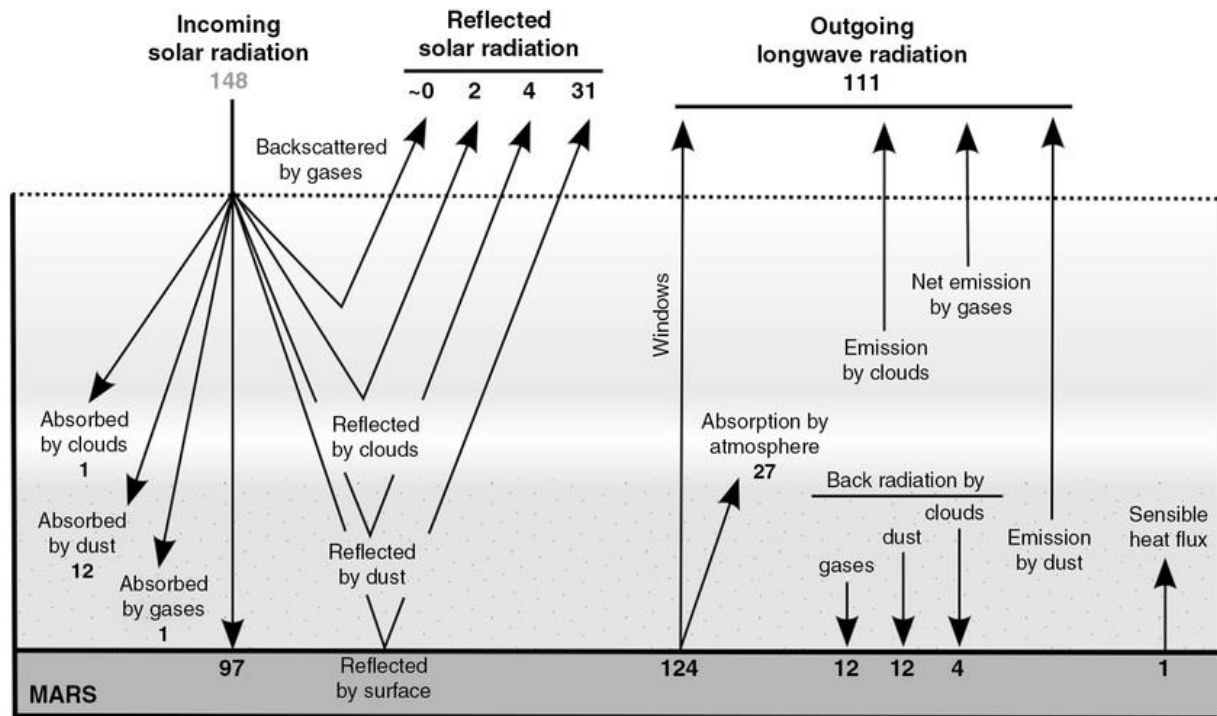 Incoming
solar radiation
148
Reflected
solar radiation
~0 2 4 31
Outgoing
longwave radiation
111
Backscattered
by gases
Absorbed
by clouds
1
Absorbed
by dust
12
Absorbed
by gases
1
97
Reflected
by clouds
Reflected
by dust
Reflected
by surface
Windows
124
Absorption by
atmosphere
27
Emission
by clouds
Net emission
by gases
Back radiation by
clouds
dust
gases
12 12 4
Emission
by dust
Sensible
heat flux
1
MARS